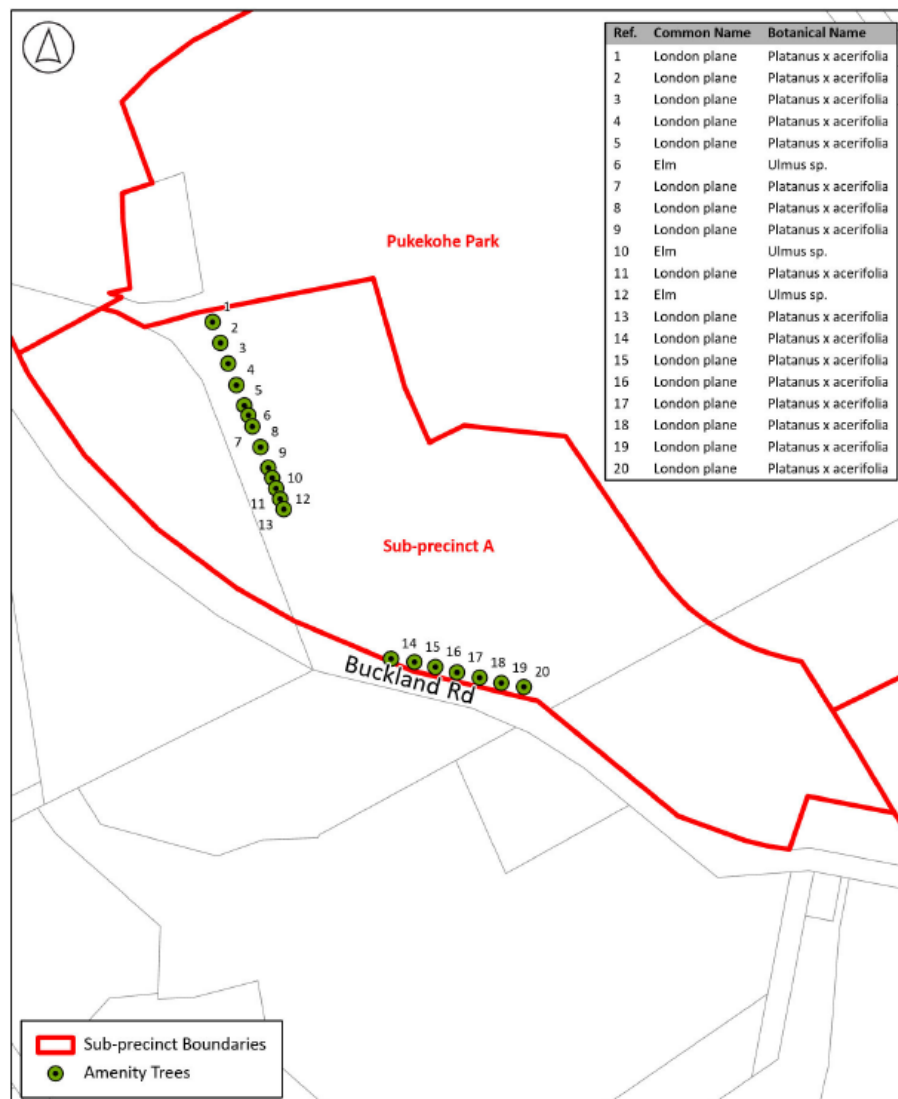 Ref. Common Name Botanical Name
1 London plane Platanus x acerifolia
2 London plane Platanus x acerifolia
3 London plane Platanus x acerifolia
4 London plane Platanus x acerifolia
5 London plane Platanus x acerifolia
6 Elm Ulmus sp.
7 London plane Platanus x acerifolia
8 London plane Platanus x acerifolia
9 London plane Platanus x acerifolia
10 Elm Ulmus sp.
11 London plane Platanus x acerifolia
12 Elm Ulmus sp.
13 London plane Platanus x acerifolia
14 London plane Platanus x acerifolia
15 London plane Platanus x acerifolia
16 London plane Platanus x acerifolia
17 London plane Platanus x acerifolia
18 London plane Platanus x acerifolia
19 London plane Platanus x acerifolia
20 London plane Platanus x acerifolia
Pukekohe Park
1
2
3
4
5
6
7 8
9
10
11 12
13
Sub-precinct A
14 15 16 17 18 19 20
Buckland Rd
Sub-precinct Boundaries
Amenity Trees